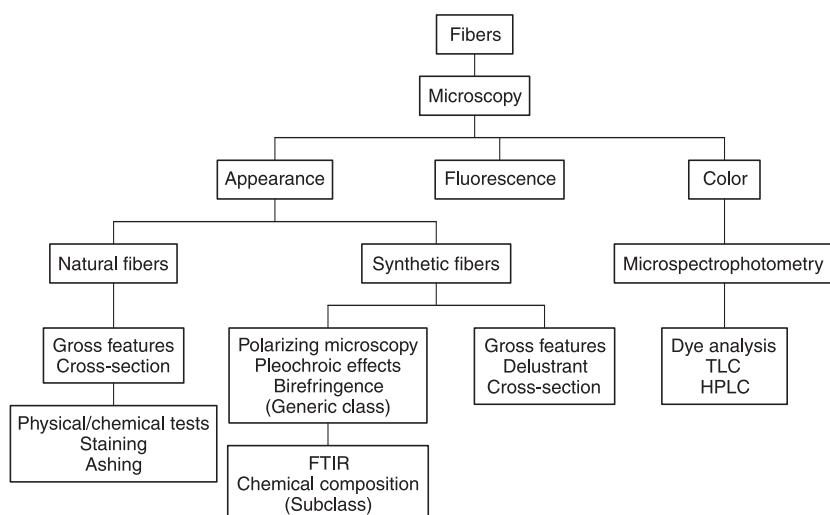 Fibers
Microscopy
Appearance
Fluorescence
Color
Natural fibers
Synthetic fibers
Microspectrophotometry
Gross features
Cross-section
Polarizing microscopy
Pleochroic effects
Birefringence
(Generic class)
Gross features
Delustrant
Cross-section
Dye analysis
TLC
HPLC
Physical/chemical tests
Staining
Ashing
FTIR
Chemical composition
(Subclass)